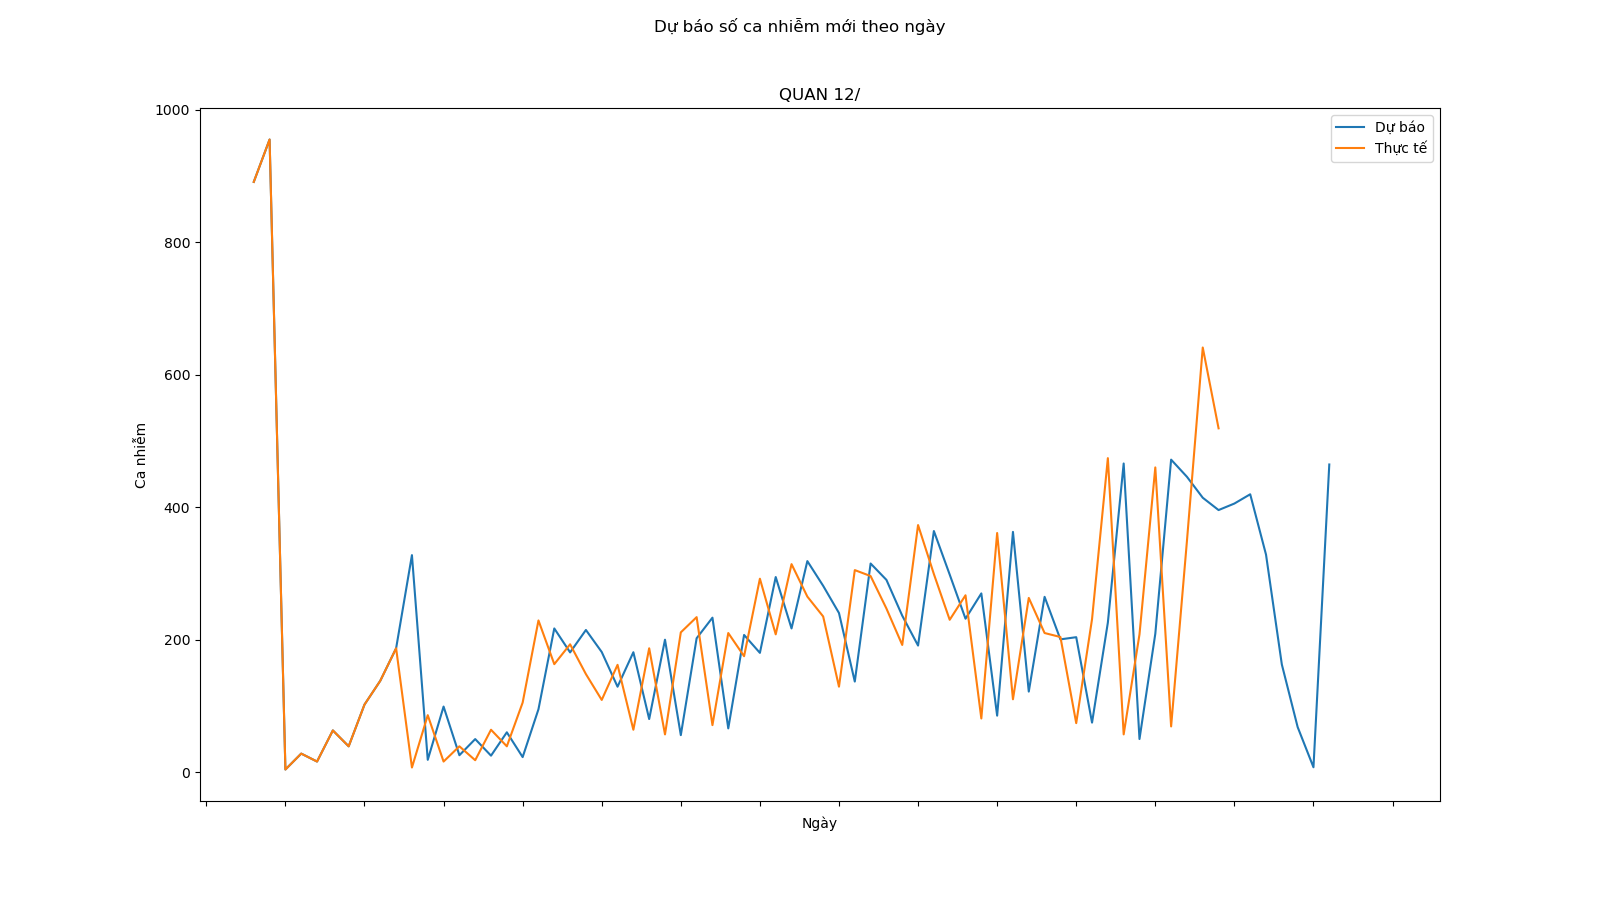 Dự báo số ca nhiễm mới theo ngày
QUAN 12/
Dự báo
Thực tế
1000
800
600
400
200
0
Ca nhiễm
Ngày